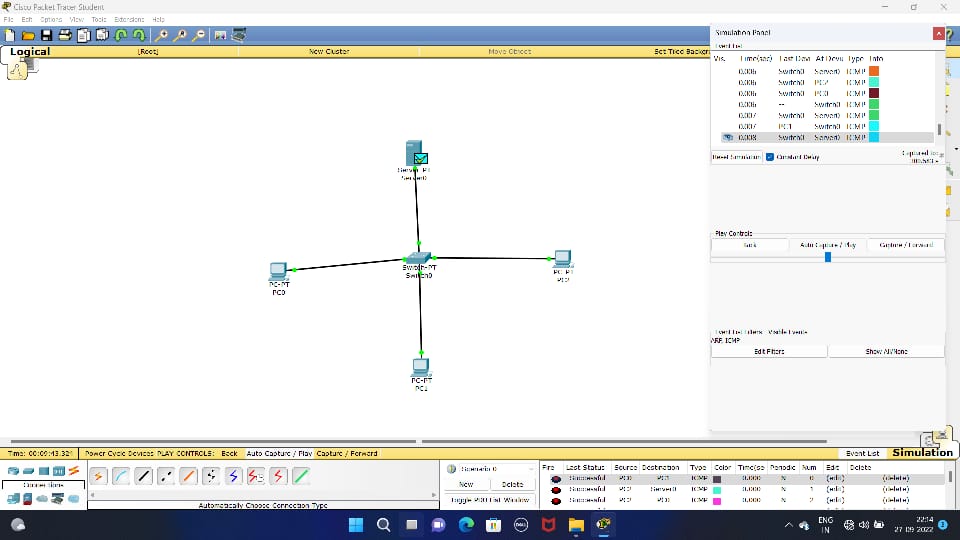 Cisco Packet Tracer Student
File Edit Options View Tools Extensions Help
Logical [Root] New Cluster Move Object Set Tiled Backg
Simulation Panel
Event List
Vis. Time(sec) Last Devi At Devic Type Info
0.006 Switch0 Server0 ICMP
0.006 Switch0 PC2 ICMP
0.006 Switch0 PC0 ICMP
0.006 -- Switch0 ICMP
0.007 Switch0 Server0 ICMP
0.007 PC1 Switch0 ICMP
0.008 Switch0 Server0 ICMP
Reset Simulation Constant Delay Captured to:
Server-PT
Server0
Switch-PT
Switch0
PC-PT
PC0
PC-PT
PC2
PC-PT
PC1
Play Controls
Back Auto Capture / Play Capture / Forward
Event List Filters - Visible Events
ARP, ICMP
Edit Filters Show All/None
Time: 00:09:43.324 Power Cycle Devices PLAY CONTROLS: Back Auto Capture / Play Capture / Forward Event List Simulation
Connections
Automatically Choose Connection Type
Scenario 0
New Delete
Toggle PDU List Window
Fire Last Status Source Destination Type Color Time(se Periodic Num Edit Delete
Successful PC0 PC1 ICMP 0.000 N 0 (edit) (delete)
Successful PC2 Server0 ICMP 0.000 N 1 (edit) (delete)
Successful PC2 PC0 ICMP 0.000 N 2 (edit) (delete)
DELL
ENG
IN
22:14
27-09-2022